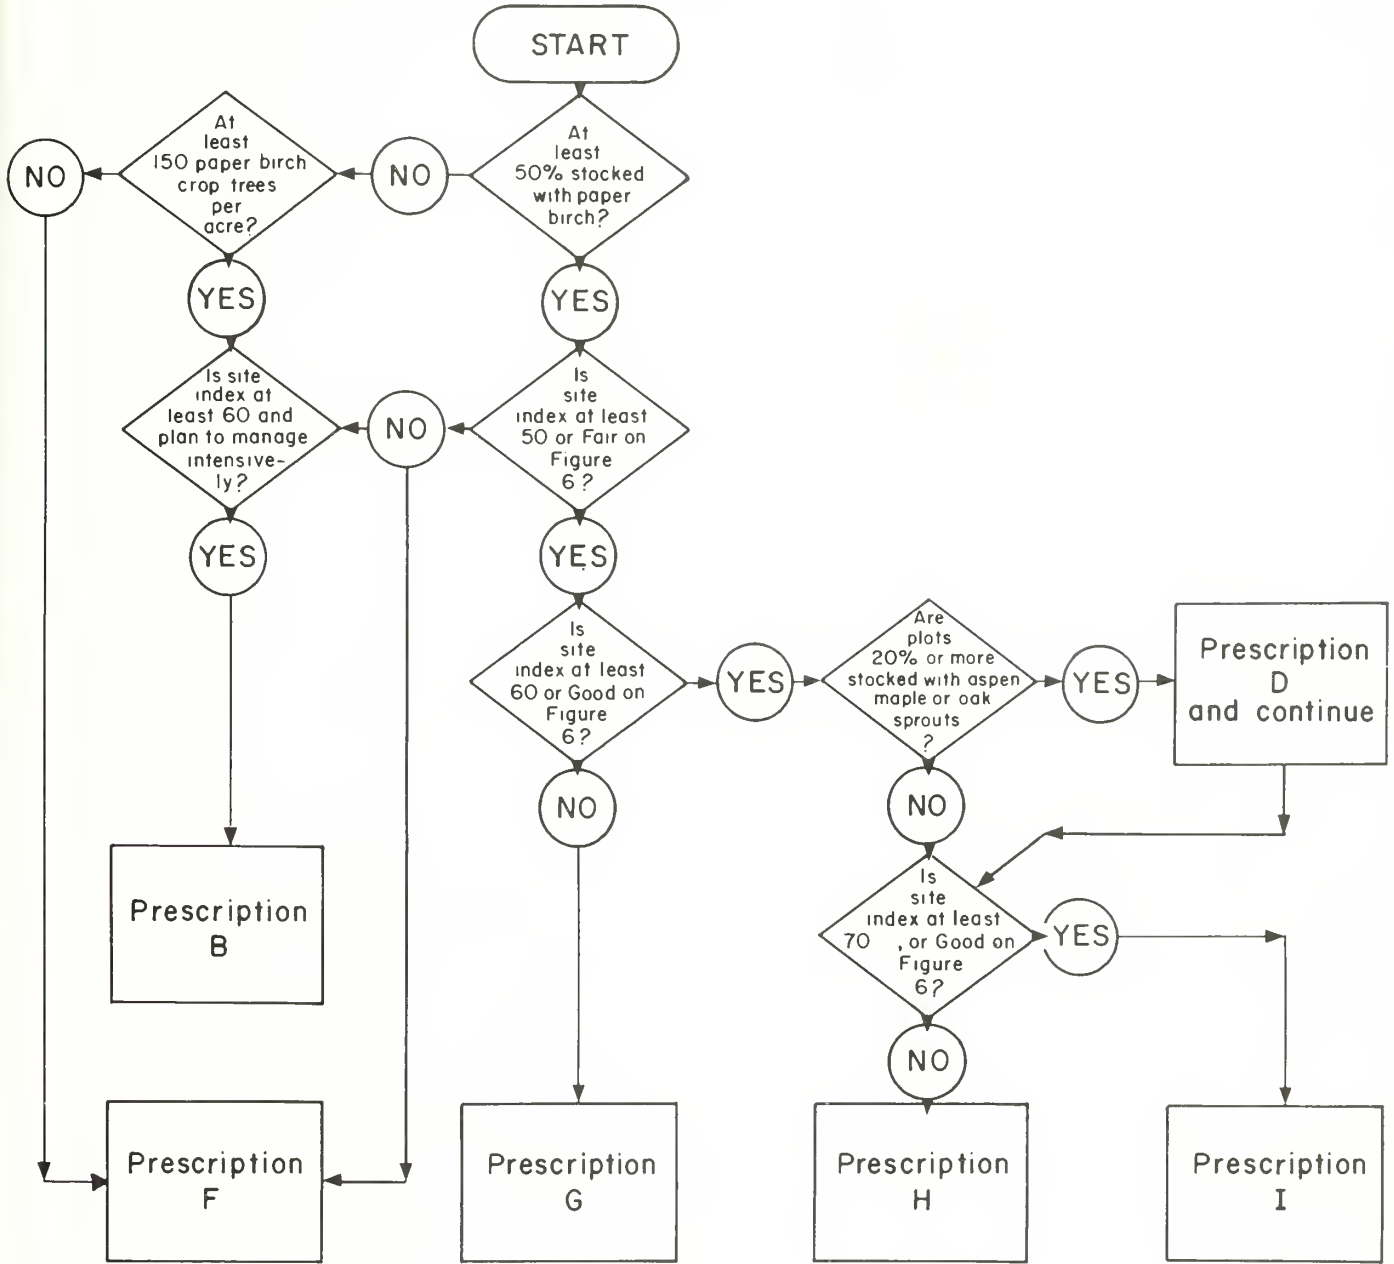 START
At
least
50% stocked
with paper
birch?
NO
At
least
150 paper birch
crop trees
per
acre?
NO
YES
YES
Is site
index at
least 60 and
plan to manage
intensive-
ly?
NO
Is
site
index at least
50 or Fair on
Figure
6?
YES
YES
Is
site
index at least
60 or Good on
Figure
6?
YES
Are
plots
20% or more
stocked with aspen
maple or oak
sprouts
?
YES
Prescription
D
and continue
NO
NO
Is
site
index at least
70 , or Good on
Figure
6?
YES
Prescription
B
NO
Prescription
F
Prescription
G
Prescription
H
Prescription
I